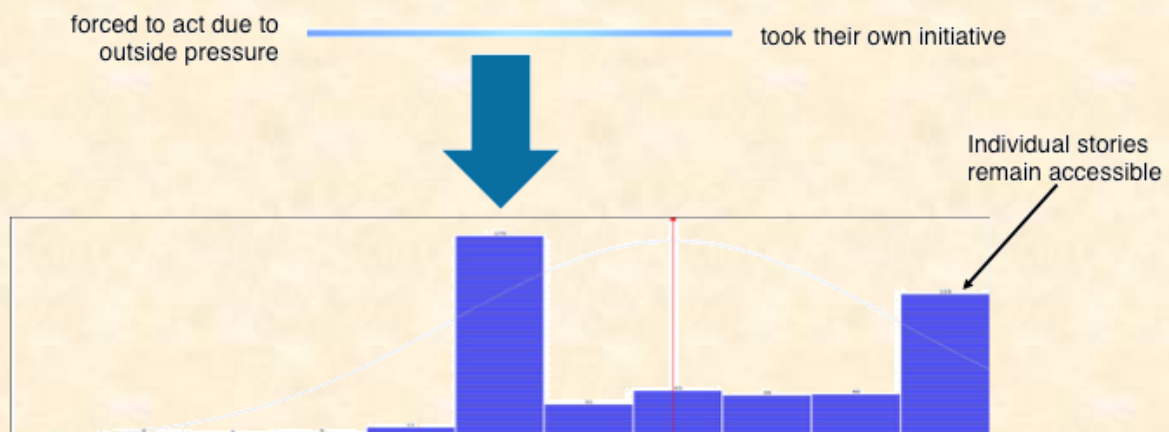 forced to act due to
outside pressure
took their own initiative
Individual stories
remain accessible